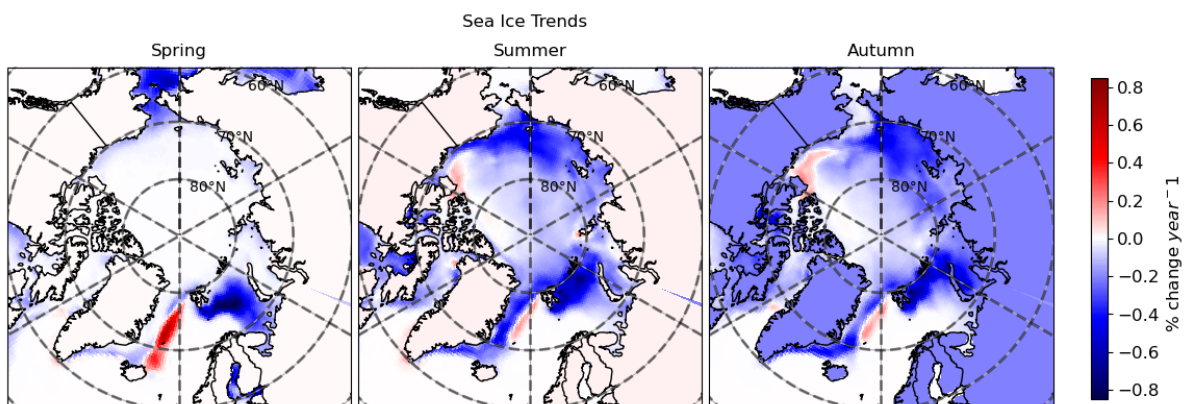 Sea Ice Trends
Spring
Summer
Autumn
60°N
70°N
80°N
60°N
70°N
80°N
60°N
70°N
80°N
0.8
0.6
0.4
0.2
0.0
−0.2
−0.4
−0.6
−0.8
% change year⁻1